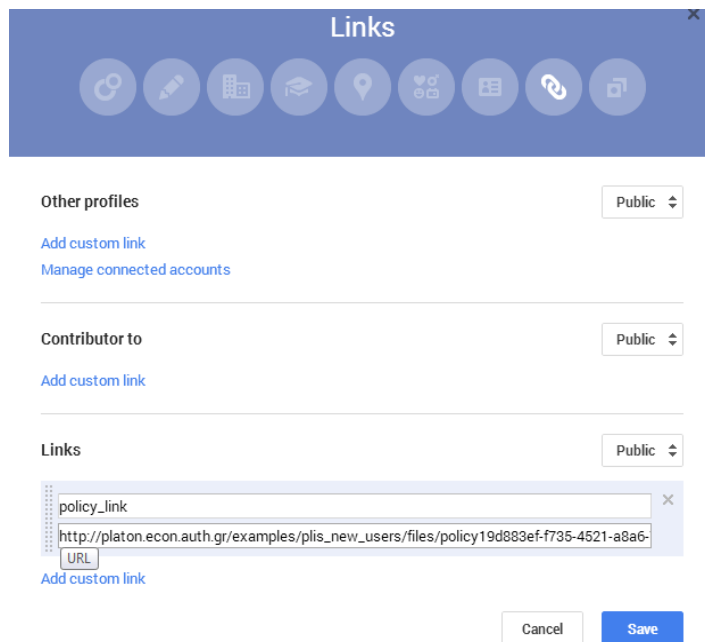 Links
Other profiles
Public
Add custom link
Manage connected accounts
Contributor to
Public
Add custom link
Links
Public
policy_link
http://platon.econ.auth.gr/examples/plis_new_users/files/policy19d883ef-f735-4521-a8a6-
URL
Add custom link
Cancel
Save